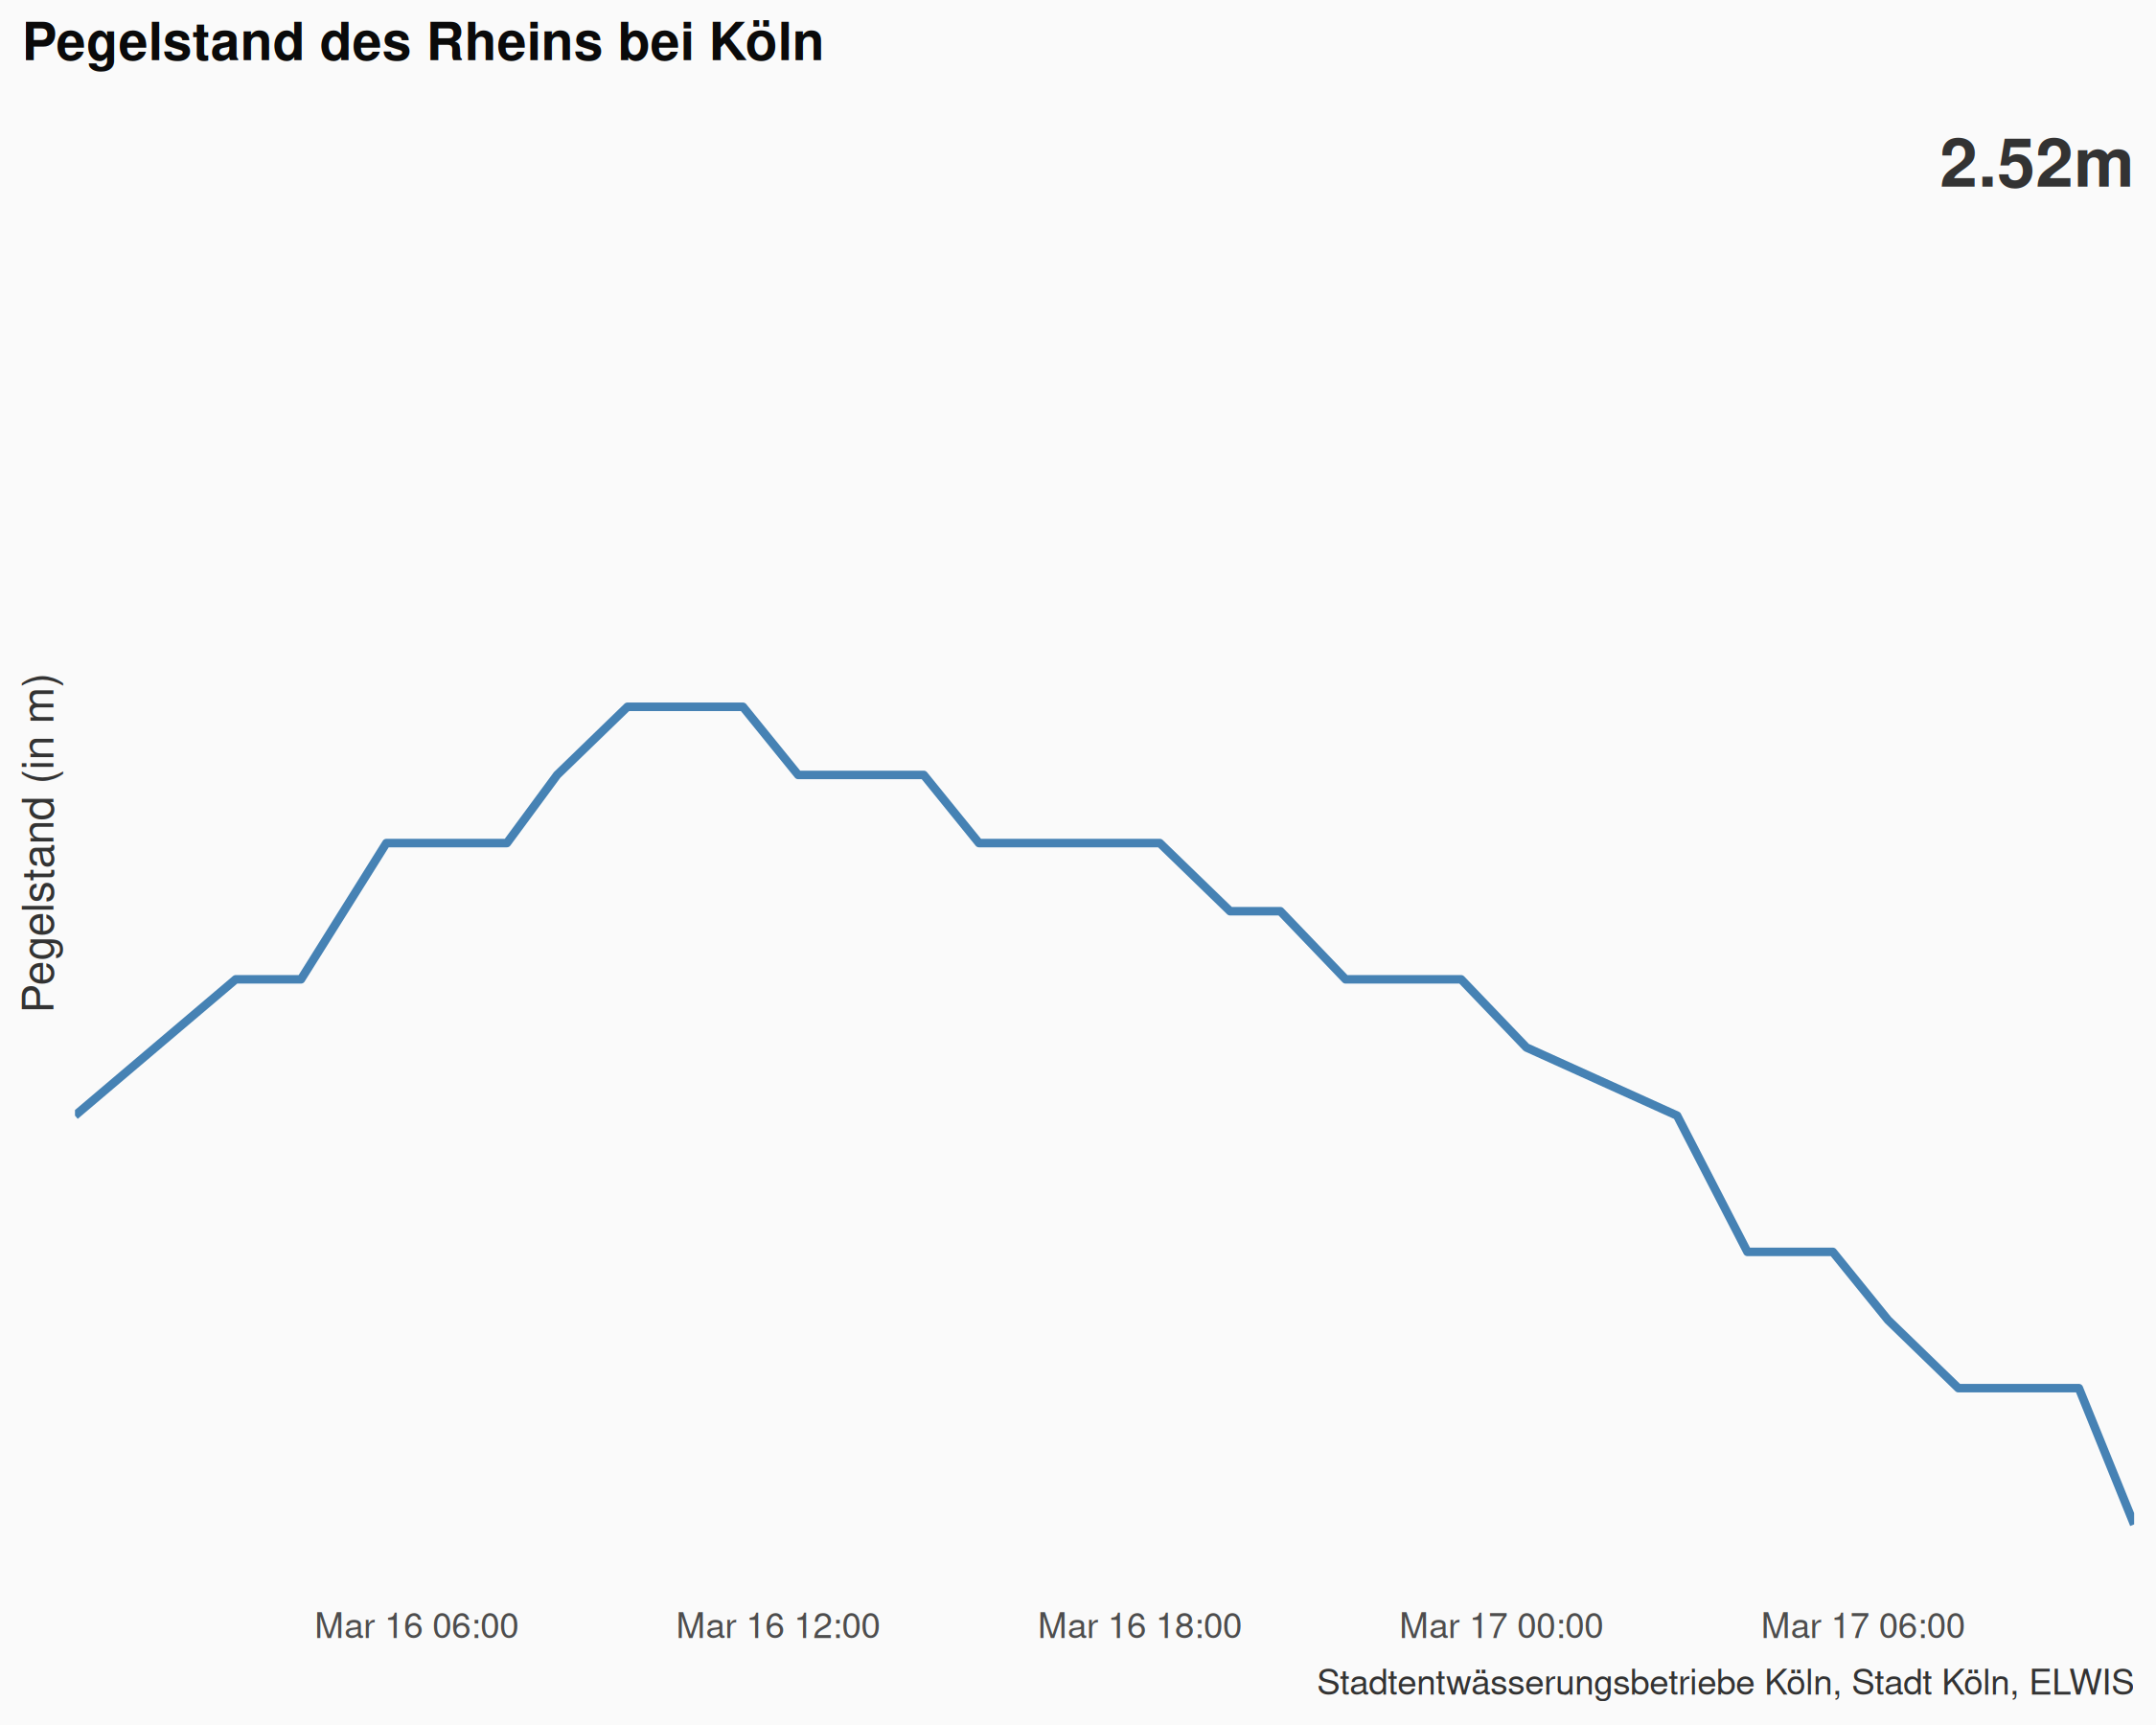 Pegelstand des Rheins bei Köln
2.52m
Pegelstand (in m)
Mar 16 06:00 Mar 16 12:00 Mar 16 18:00 Mar 17 00:00 Mar 17 06:00
Stadtentwässerungsbetriebe Köln, Stadt Köln, ELWIS